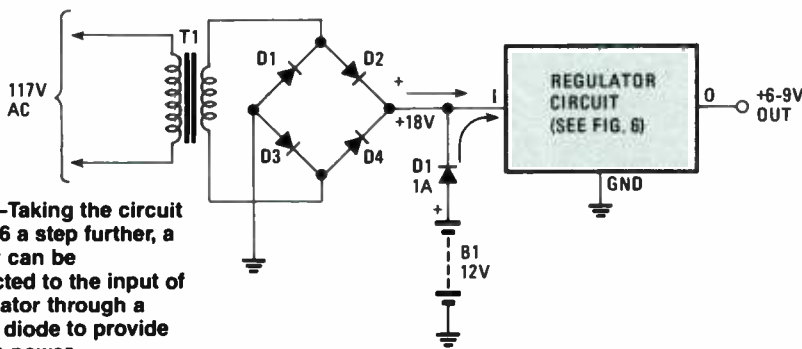 T1
117V
AC
D1
D2
D3
D4
+
+18V
I
REGULATOR
CIRCUIT
(SEE FIG. 6)
O
+6-9V
OUT
GND
D1
1A
+
B1
12V
–Taking the circuit
6 a step further, a
can be
cted to the input of
ator through a
diode to provide
power